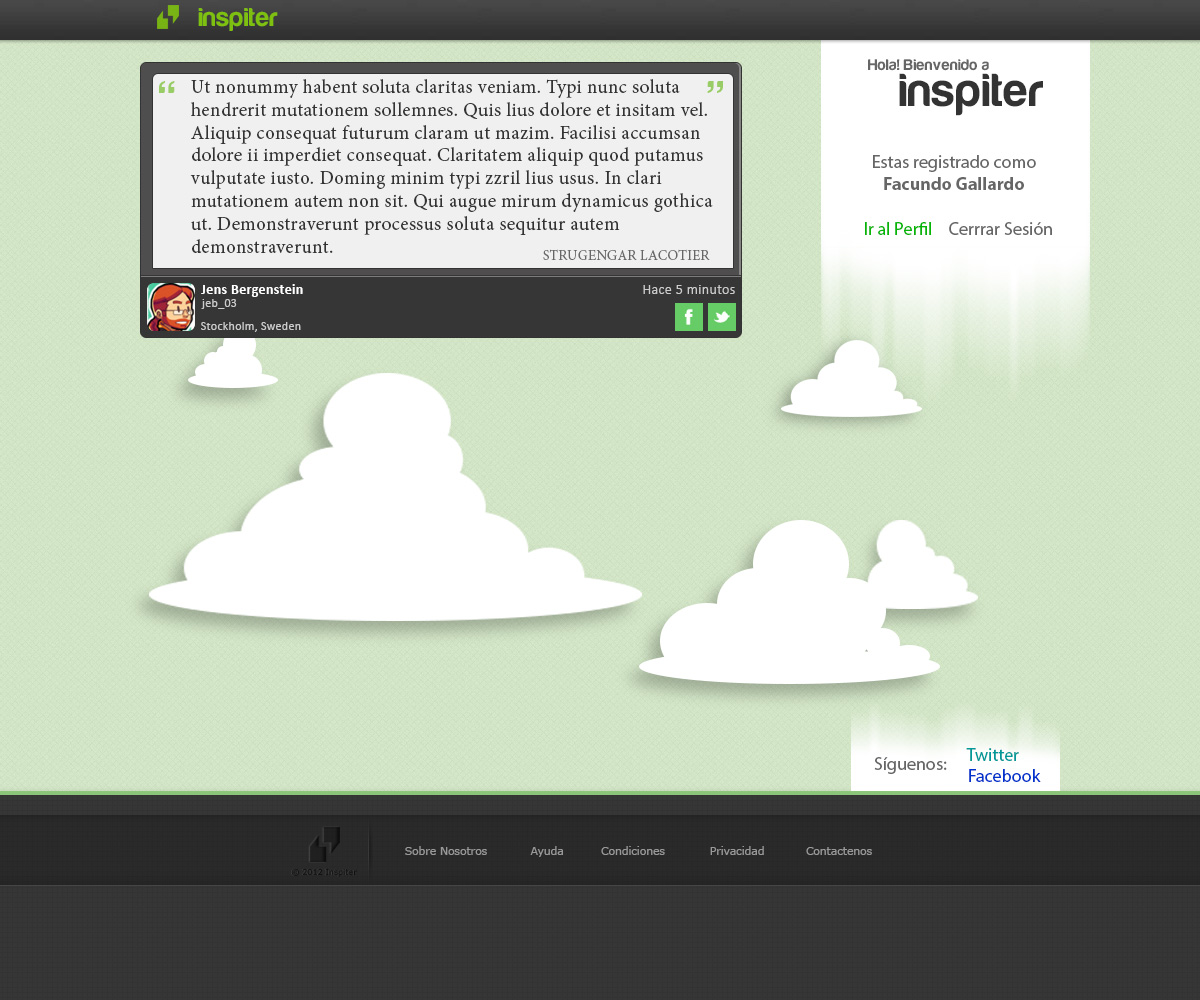 inspiter
“ Ut nonummy habent soluta claritas veniam. Typi nunc soluta ”
hendrerit mutationem sollemnes. Quis lius dolore et insitam vel.
Aliquip consequat futurum claram ut mazim. Facilisi accumsan
dolore ii imperdiet consequat. Claritatem aliquip quod putamus
vulputate iusto. Doming minim typi zzril lius usus. In clari
mutationem autem non sit. Qui augue mirum dynamicus gothica
ut. Demonstraverunt processus soluta sequitur autem
demonstraverunt.
STRUGENGAR LACOTIER
Jens Bergenstein
jeb_03
Stockholm, Sweden
Hace 5 minutos
Hola! Bienvenido a
inspiter
Estas registrado como
Facundo Gallardo
Ir al Perfil Cerrrar Sesión
Síguenos:
Twitter
Facebook
© 2012 Inspiter
Sobre Nosotros Ayuda Condiciones Privacidad Contactenos